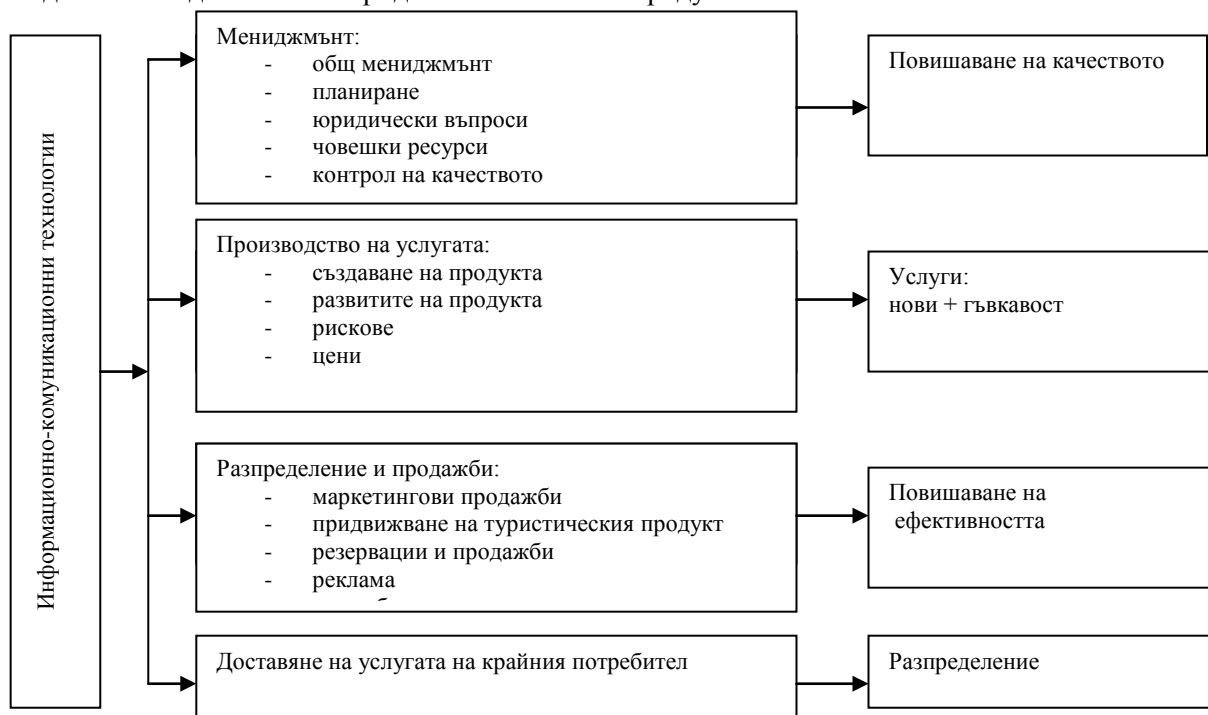 Информационно-комуникационни технологии
Мениджмънт:
- общ мениджмънт
- планиране
- юридически въпроси
- човешки ресурси
- контрол на качеството
Повишаване на качеството
Производство на услугата:
- създаване на продукта
- развитите на продукта
- рискове
- цени
Услуги:
нови + гъвкавост
Разпределение и продажби:
- маркетингови продажби
- придвижване на туристическия продукт
- резервации и продажби
- реклама
Повишаване на
ефективността
Доставяне на услугата на крайния потребител
Разпределение